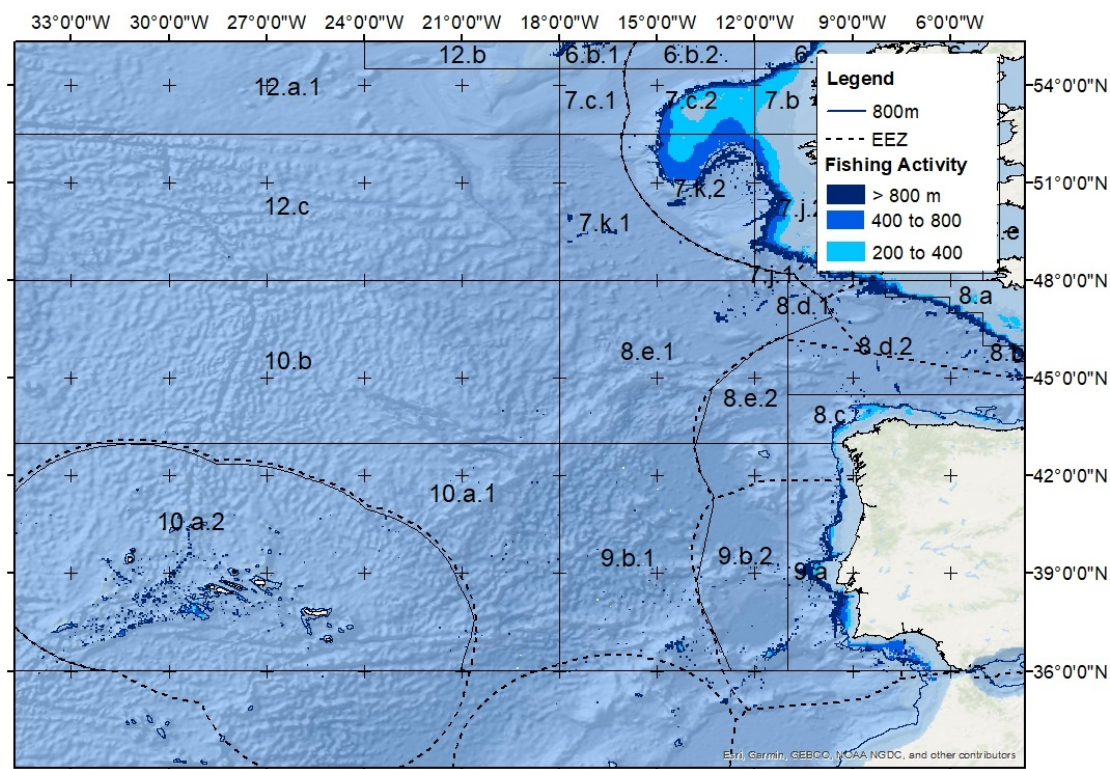 33°0'0"W 30°0'0"W 27°0'0"W 24°0'0"W 21°0'0"W 18°0'0"W 15°0'0"W 12°0'0"W 9°0'0"W 6°0'0"W
12.b 6.b.1 6.b.2
54°0'0"N
12.a.1 7.c.1 7.c.2 7.b
Legend
800m
EEZ
Fishing Activity
> 800 m
400 to 800
200 to 400
51°0'0"N
12.c 7.k.1 7.k.2
48°0'0"N
7.j.1
8.a
8.d.1
8.d.2
10.b 8.e.1
45°0'0"N
8.e.2
8.c
42°0'0"N
10.a.1
10.a.2
9.b.1 9.b.2
39°0'0"N
9.a
36°0'0"N
Esri, Garmin, GEBCO, NOAA NGDC, and other contributors